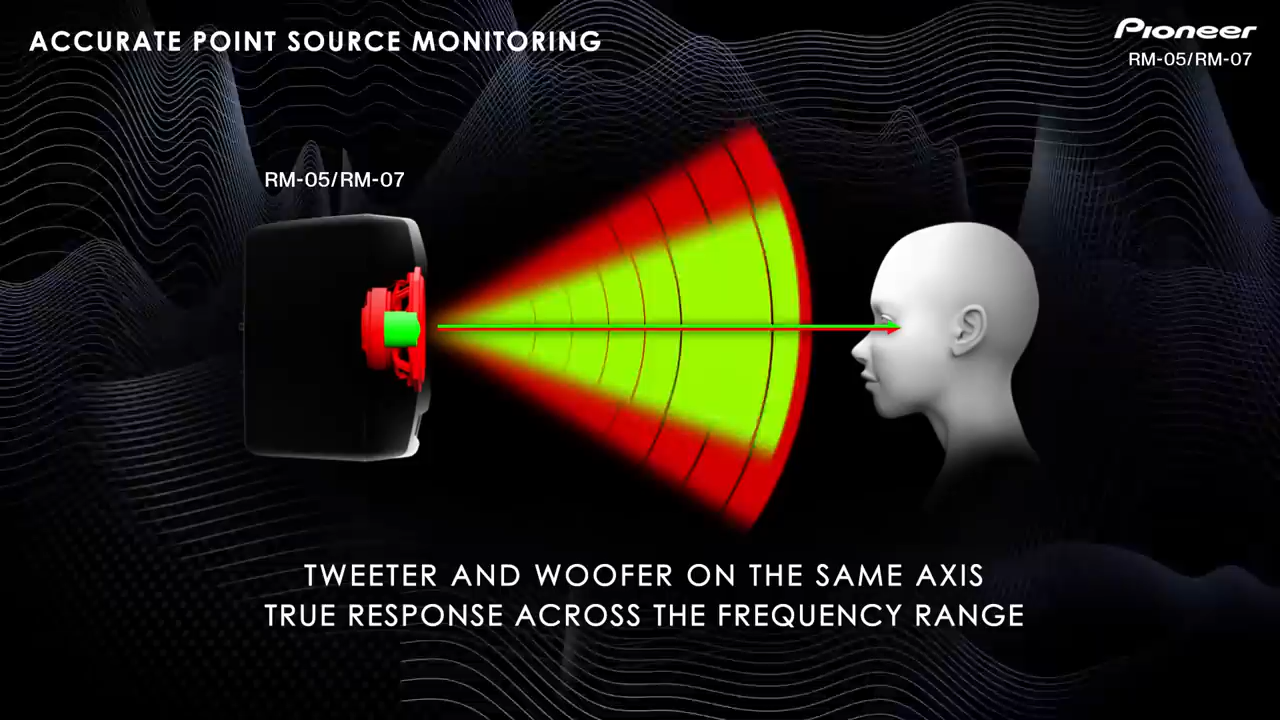 ACCURATE POINT SOURCE MONITORING
Pioneer
RM-05/RM-07
RM-05/RM-07
TWEETER AND WOOFER ON THE SAME AXIS
TRUE RESPONSE ACROSS THE FREQUENCY RANGE